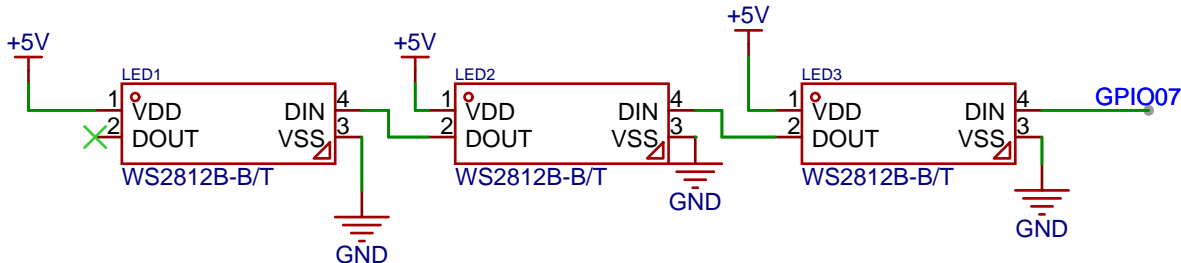 +5V
LED1
1 VDD DIN 4
2 DOUT VSS 3
WS2812B-B/T
GND
+5V
LED2
1 VDD DIN 4
2 DOUT VSS 3
WS2812B-B/T
GND
+5V
LED3
1 VDD DIN 4
2 DOUT VSS 3
WS2812B-B/T
GND
GPIO07